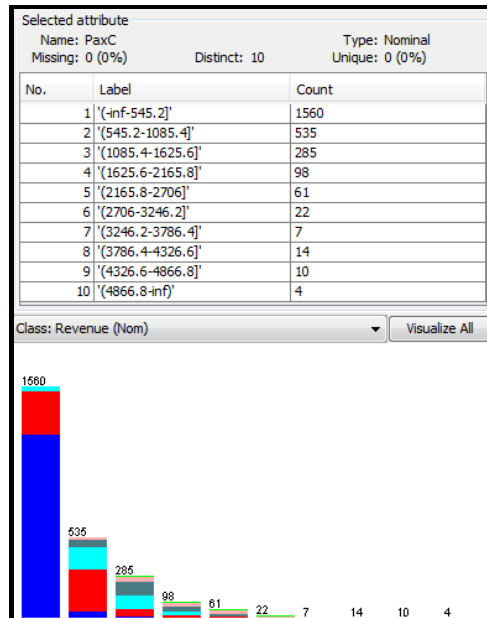 Selected attribute
Name: PaxC Type: Nominal
Missing: 0 (0%) Distinct: 10 Unique: 0 (0%)
No. Label Count
1 '(-inf-545.2]' 1560
2 '(545.2-1085.4]' 535
3 '(1085.4-1625.6]' 285
4 '(1625.6-2165.8]' 98
5 '(2165.8-2706]' 61
6 '(2706-3246.2]' 22
7 '(3246.2-3786.4]' 7
8 '(3786.4-4326.6]' 14
9 '(4326.6-4866.8]' 10
10 '(4866.8-inf)' 4
Class: Revenue (Nom) Visualize All
1560
535
285
98
61
22 7 14 10 4